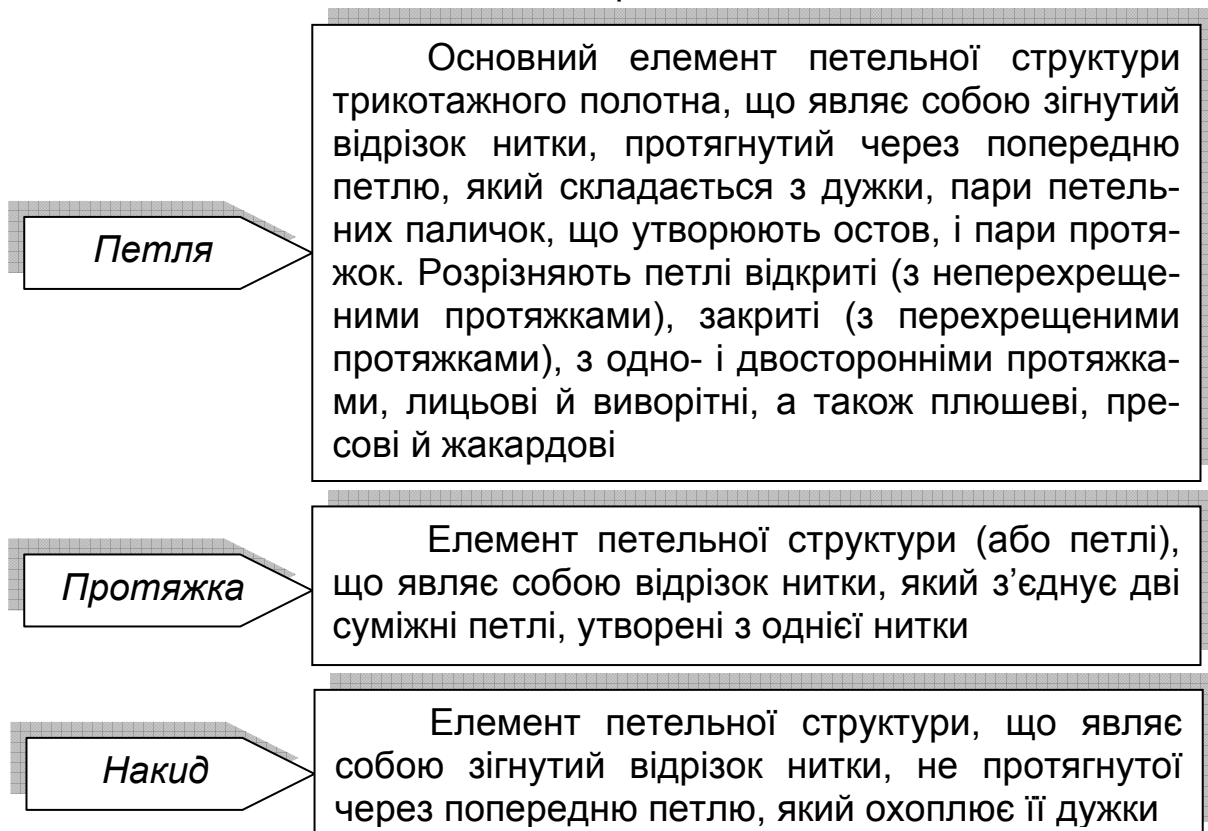 Основний елемент петельної структури
трикотажного полотна, що являє собою зігнутий
відрізок нитки, протягнутий через попередню
петлю, який складається з дужки, пари петель-
них паличок, що утворюють остов, і пари протя-
жок. Розрізняють петлі відкриті (з неперехреще-
ними протяжками), закриті (з перехрещеними
протяжками), з одно- і двосторонніми протяжка-
ми, лицьові й виворітні, а також плюшеві, пре-
сові й жакардові
Петля
Елемент петельної структури (або петлі),
що являє собою відрізок нитки, який з’єднує дві
суміжні петлі, утворені з однієї нитки
Протяжка
Елемент петельної структури, що являє
собою зігнутий відрізок нитки, не протягнутої
через попередню петлю, який охоплює її дужки
Накид